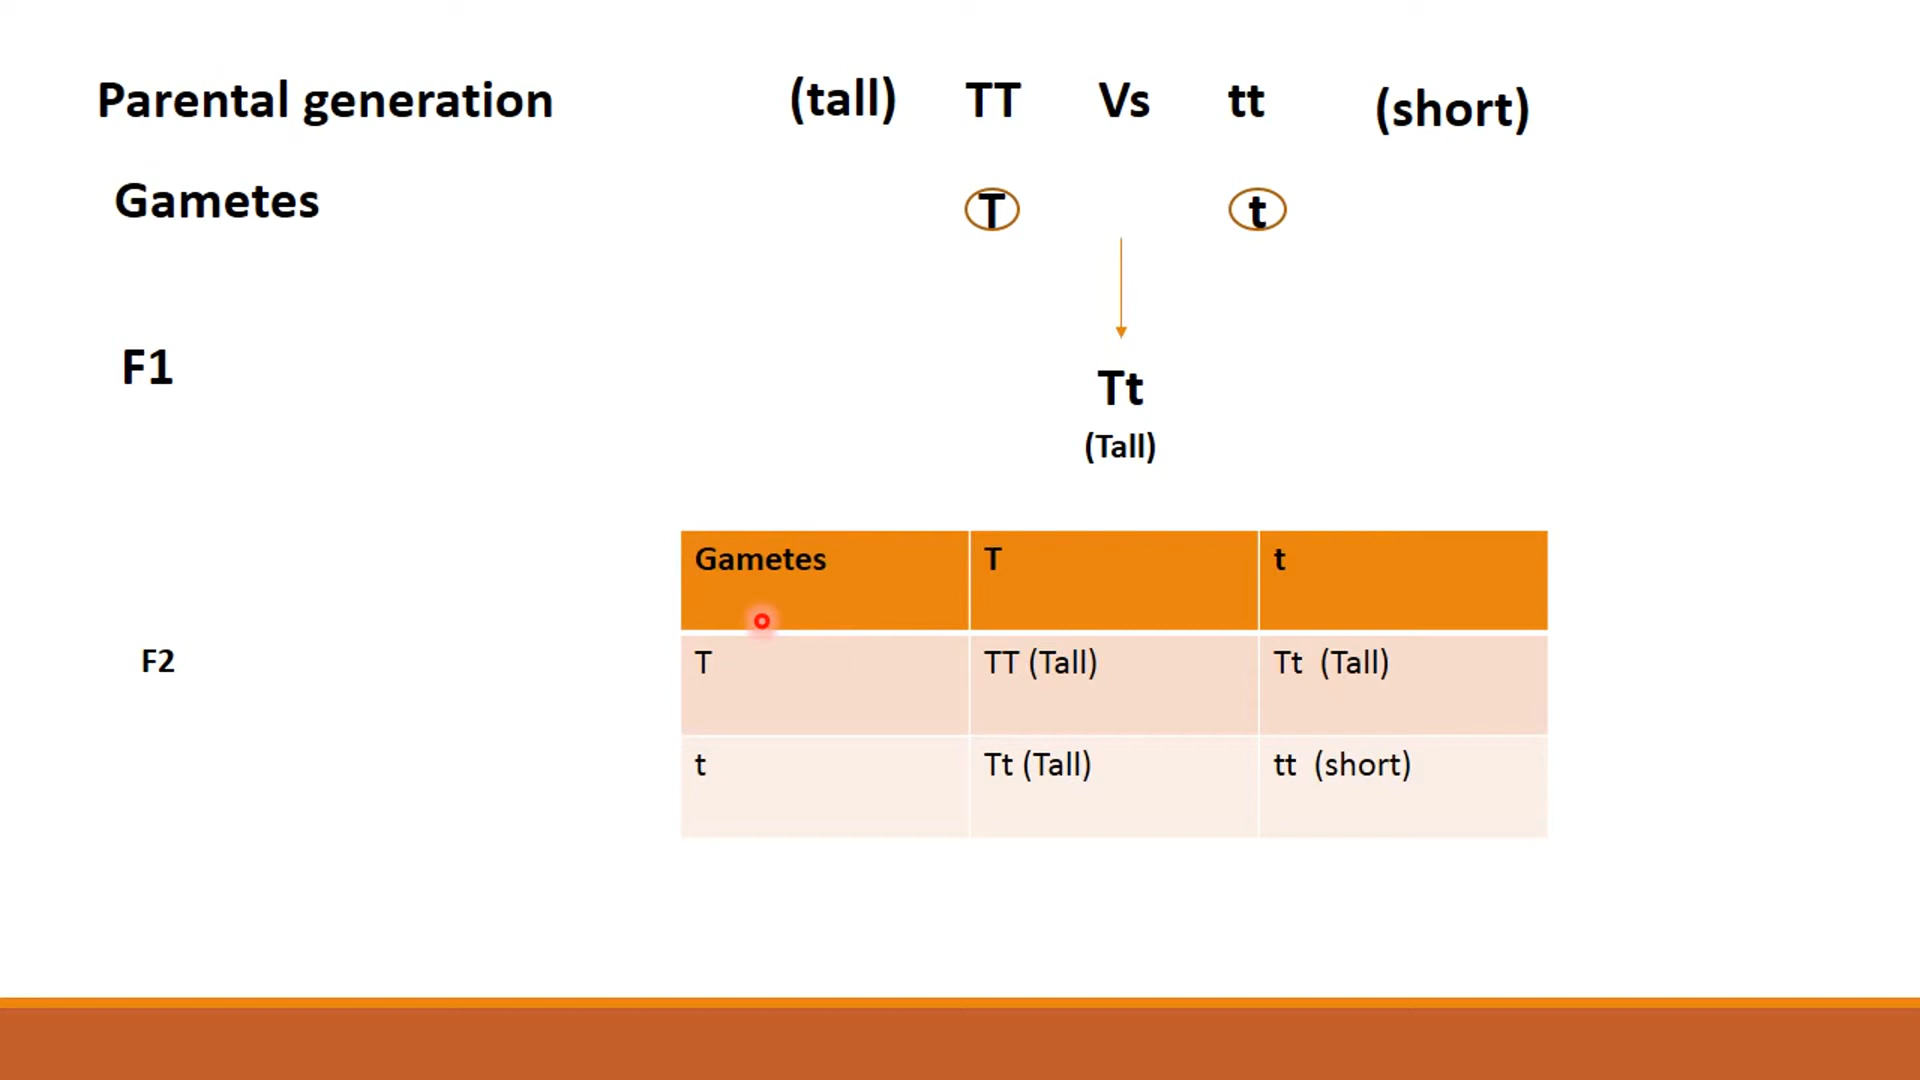 Parental generation (tall) TT Vs tt (short)
Gametes T t
F1
Tt
(Tall)
Gametes T t
F2
T TT (Tall) Tt (Tall)
t Tt (Tall) tt (short)